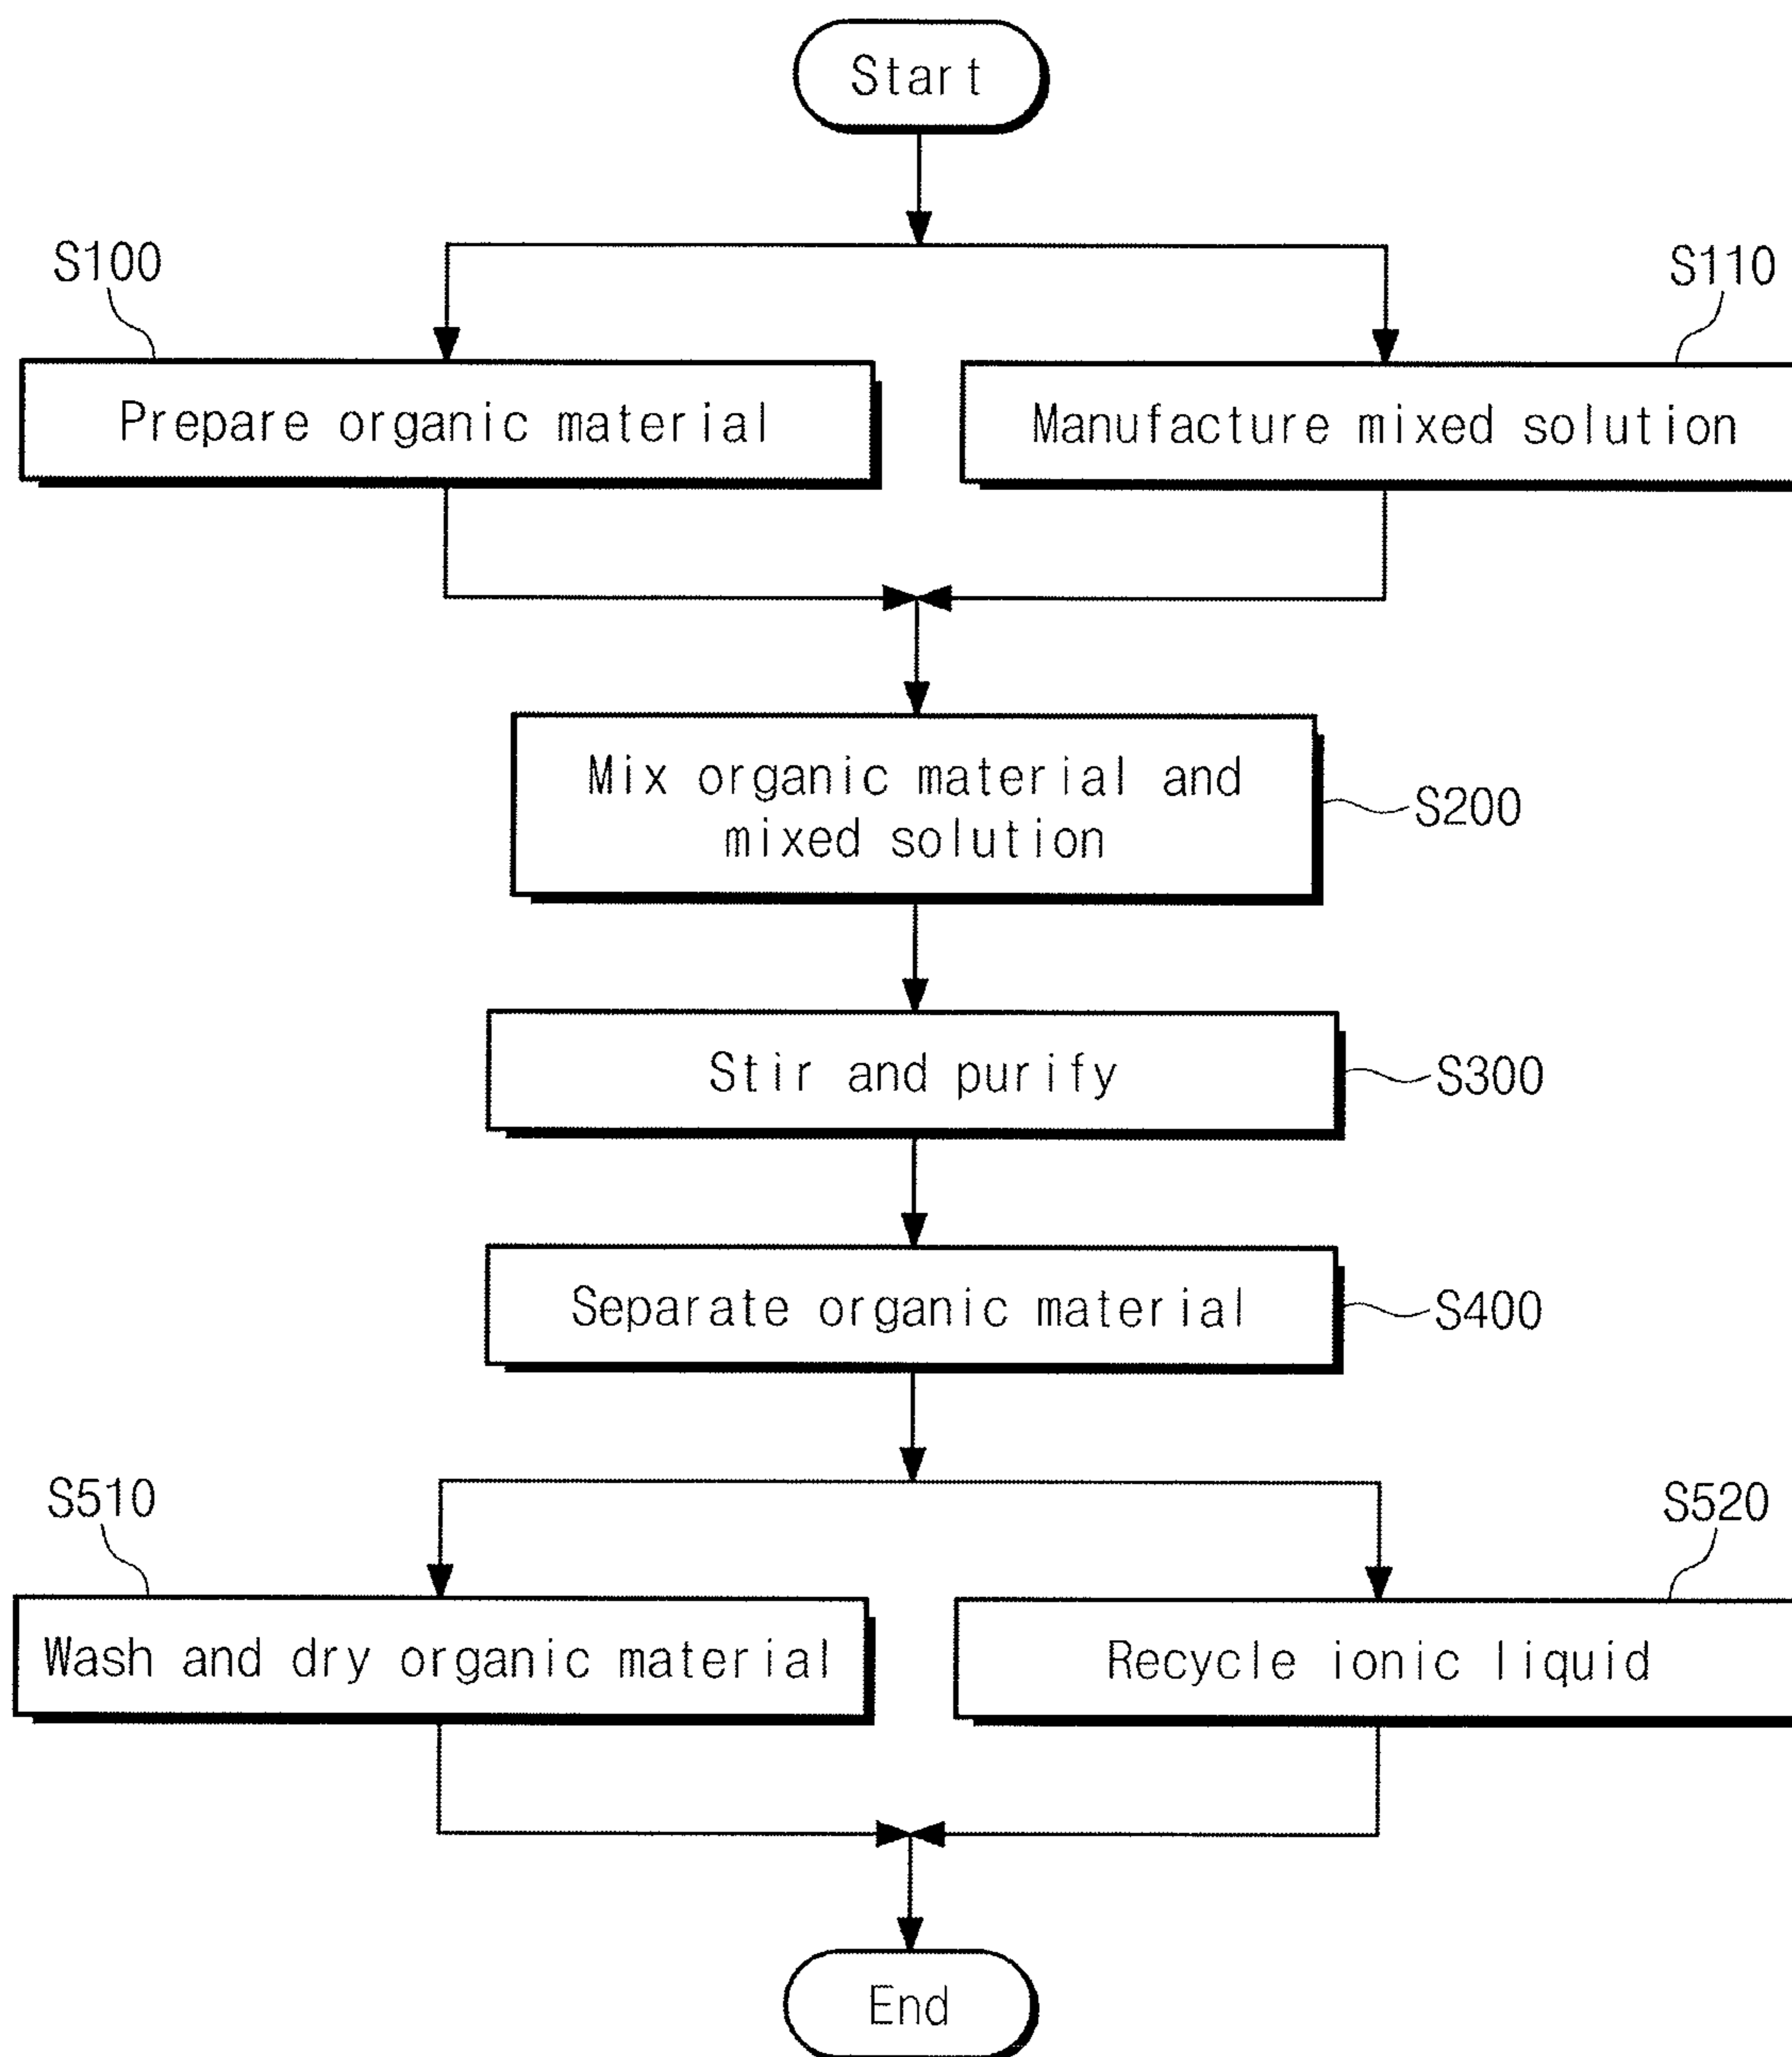 Start
S100
S110
Prepare organic material
Manufacture mixed solution
Mix organic material and
mixed solution
S200
Stir and purify
S300
Separate organic material
S400
S510
S520
Wash and dry organic material
Recycle ionic liquid
End